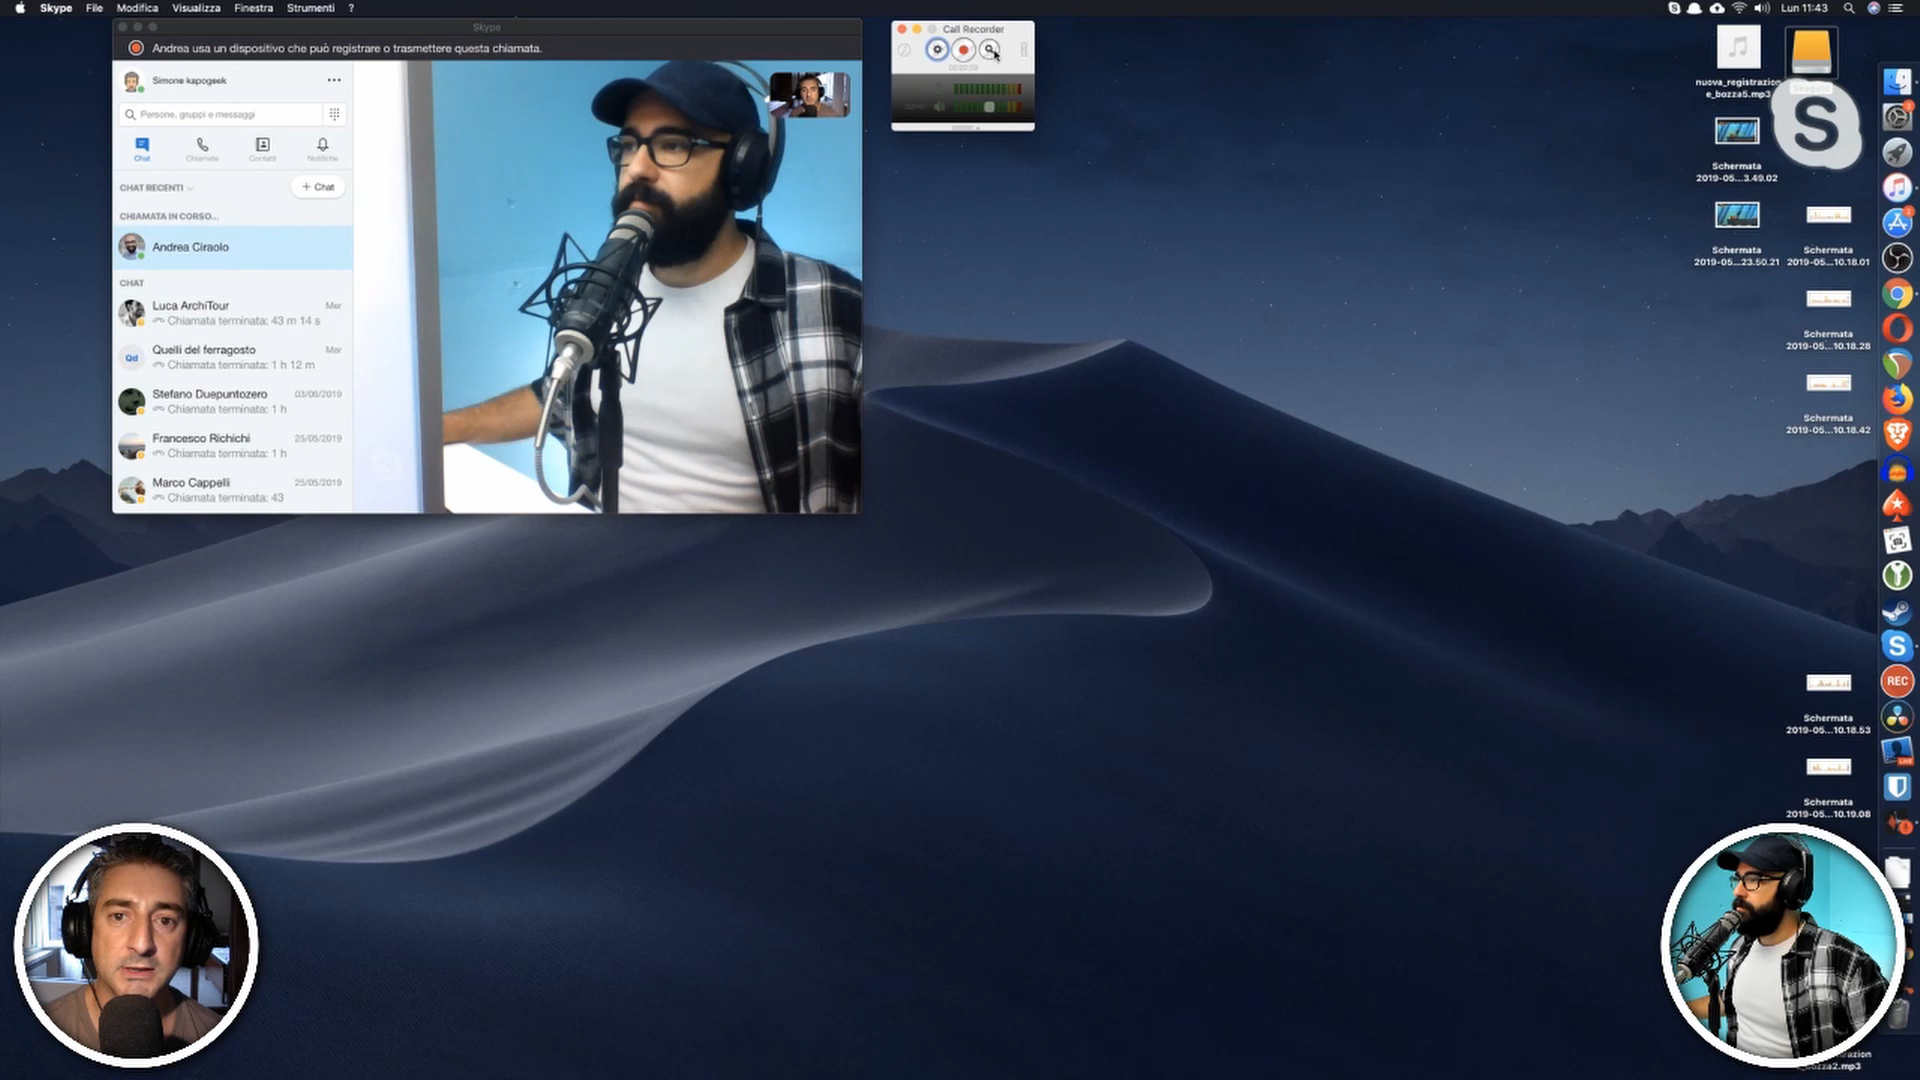 Skype File Modifica Visualizza Finestra Strumenti ?
Lun 11:43
Skype
Andrea usa un dispositivo che può registrare o trasmettere questa chiamata.
Simone kapogeek
Persone, gruppi e messaggi
Chat Chiamate Contatti Notifiche
CHAT RECENTI
+ Chat
CHIAMATA IN CORSO...
Andrea Ciraolo
CHAT
Luca ArchiTour Mer
Chiamata terminata: 43 m 14 s
Qd
Quelli del ferragosto Mar
Chiamata terminata: 1 h 12 m
Stefano Duepuntozero 03/06/2019
Chiamata terminata: 1 h
Francesco Richichi 25/05/2019
Chiamata terminata: 1 h
Marco Cappelli 25/05/2019
Chiamata terminata: 43
Call Recorder
nuova_registrazion
e_bozza5.mp3
S
Schermata
2019-05...3.49.02
Schermata
2019-05...23.50.21
Schermata
2019-05...10.18.01
Schermata
2019-05...10.18.28
Schermata
2019-05...10.18.42
Schermata
2019-05...10.18.53
Schermata
2019-05...10.19.08
S
REC
LIVE